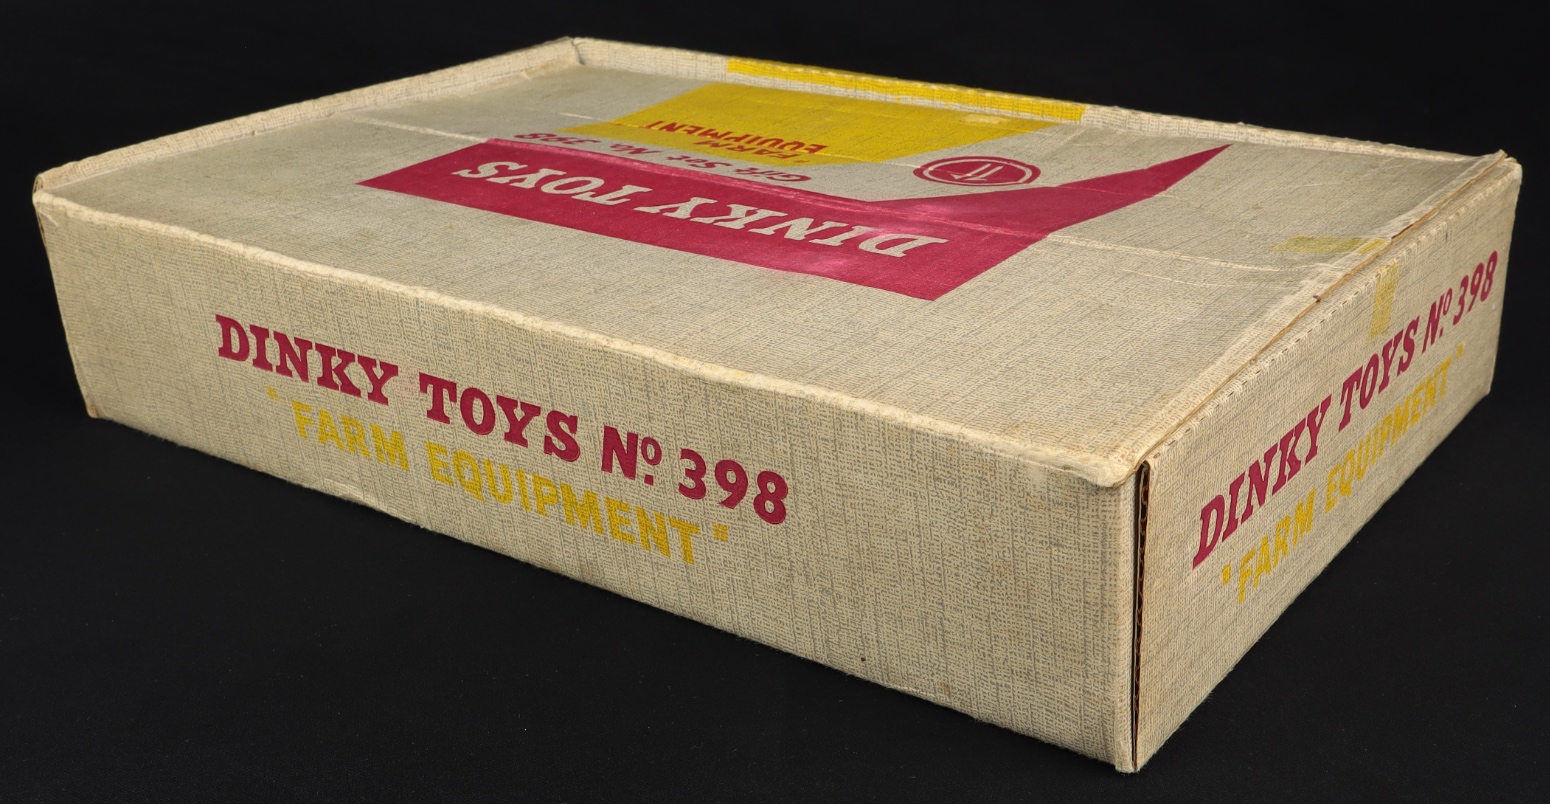 DINKY TOYS
Gift Set No. 398
"FARM
EQUIPMENT
DINKY TOYS Nº 398
"FARM EQUIPMENT"
DINKY TOYS Nº 398
"FARM EQUIPMENT"